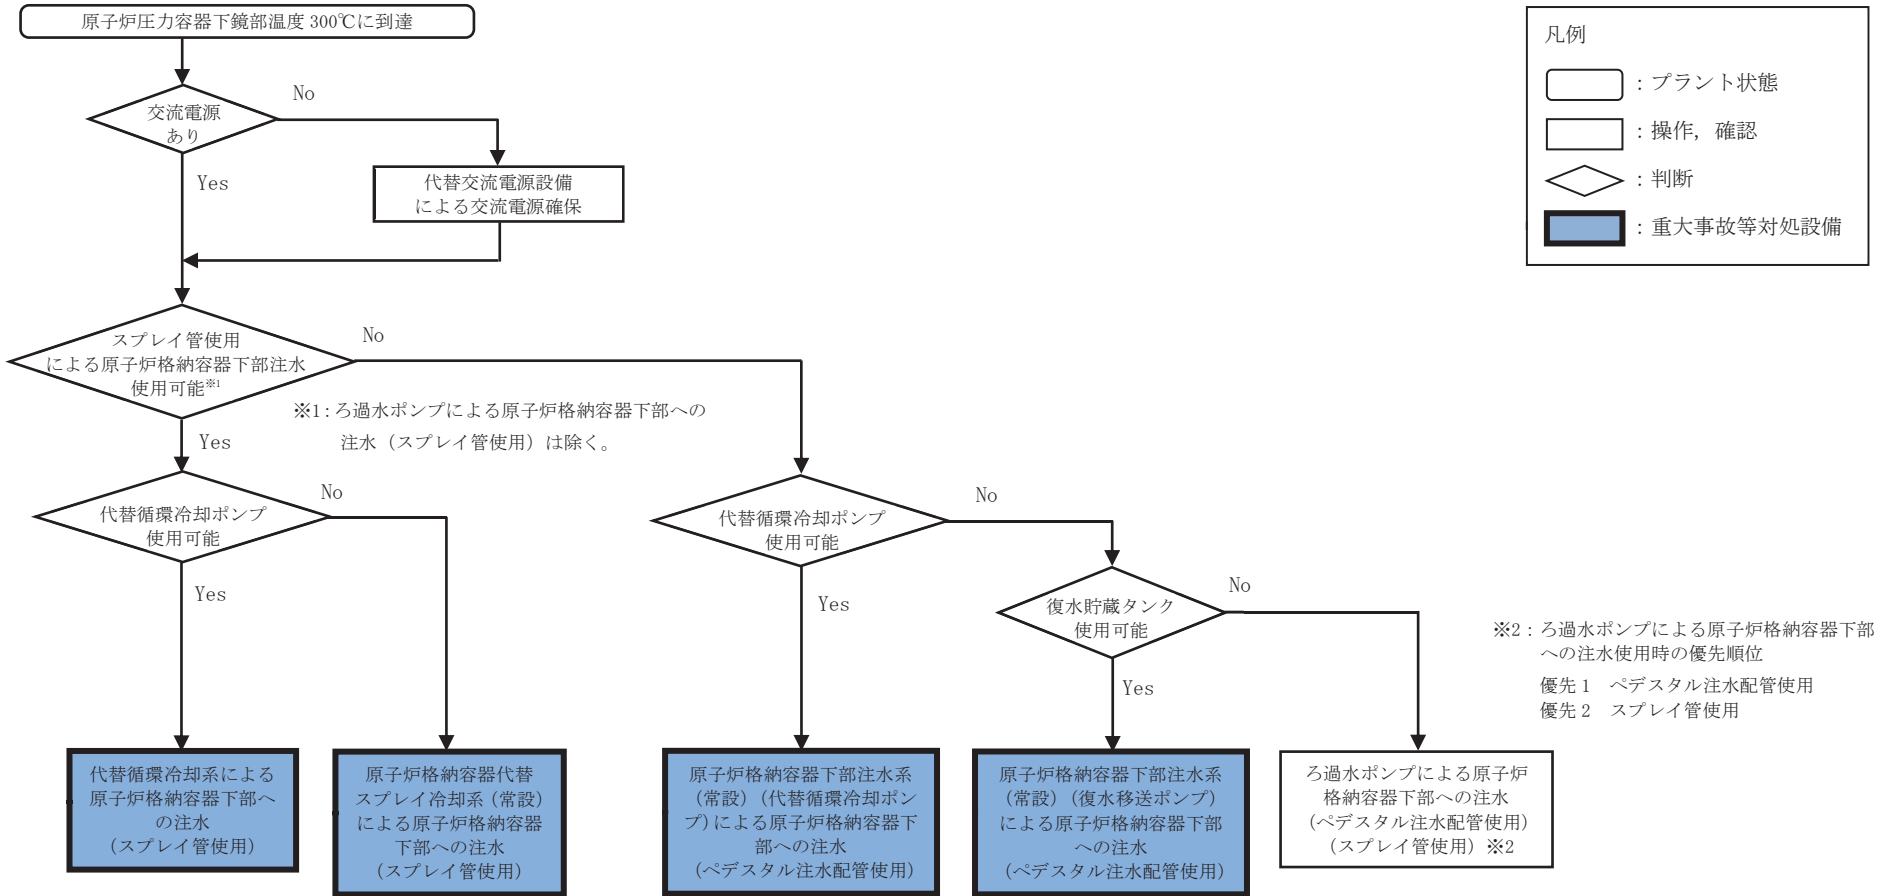 原子炉圧力容器下鏡部温度 300℃に到達
交流電源
あり
No
Yes
代替交流電源設備
による交流電源確保
凡例
：プラント状態
：操作，確認
：判断
：重大事故等対処設備
スプレイ管使用
による原子炉格納容器下部注水
使用可能※1
No
Yes
※1：ろ過水ポンプによる原子炉格納容器下部への
注水（スプレイ管使用）は除く。
代替循環冷却ポンプ
使用可能
No
Yes
代替循環冷却ポンプ
使用可能
No
Yes
復水貯蔵タンク
使用可能
No
Yes
※2：ろ過水ポンプによる原子炉格納容器下部
への注水使用時の優先順位
優先 1　ペデスタル注水配管使用
優先 2　スプレイ管使用
代替循環冷却系による
原子炉格納容器下部へ
の注水
（スプレイ管使用）
原子炉格納容器代替
スプレイ冷却系（常設）
による原子炉格納容器
下部への注水
（スプレイ管使用）
原子炉格納容器下部注水系
（常設）（代替循環冷却ポン
プ）による原子炉格納容器下
部への注水
（ペデスタル注水配管使用）
原子炉格納容器下部注水系
（常設）（復水移送ポンプ）
による原子炉格納容器下部
への注水
（ペデスタル注水配管使用）
ろ過水ポンプによる原子炉
格納容器下部への注水
（ペデスタル注水配管使用）
（スプレイ管使用）※2